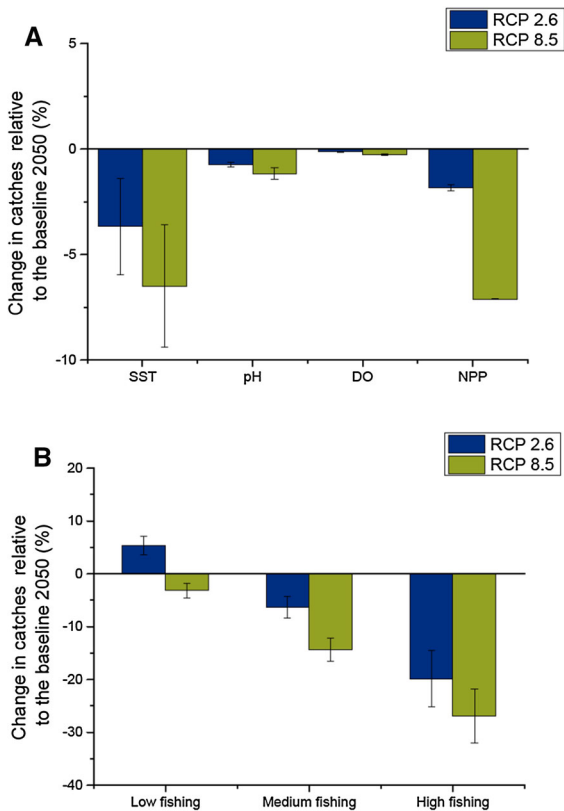 A
RCP 2.6
RCP 8.5
Change in catches relative
to the baseline 2050 (%)
5
0
-5
-10
SST
pH
DO
NPP
B
RCP 2.6
RCP 8.5
Change in catches relative
to the baseline 2050 (%)
20
10
0
-10
-20
-30
-40
Low fishing
Medium fishing
High fishing